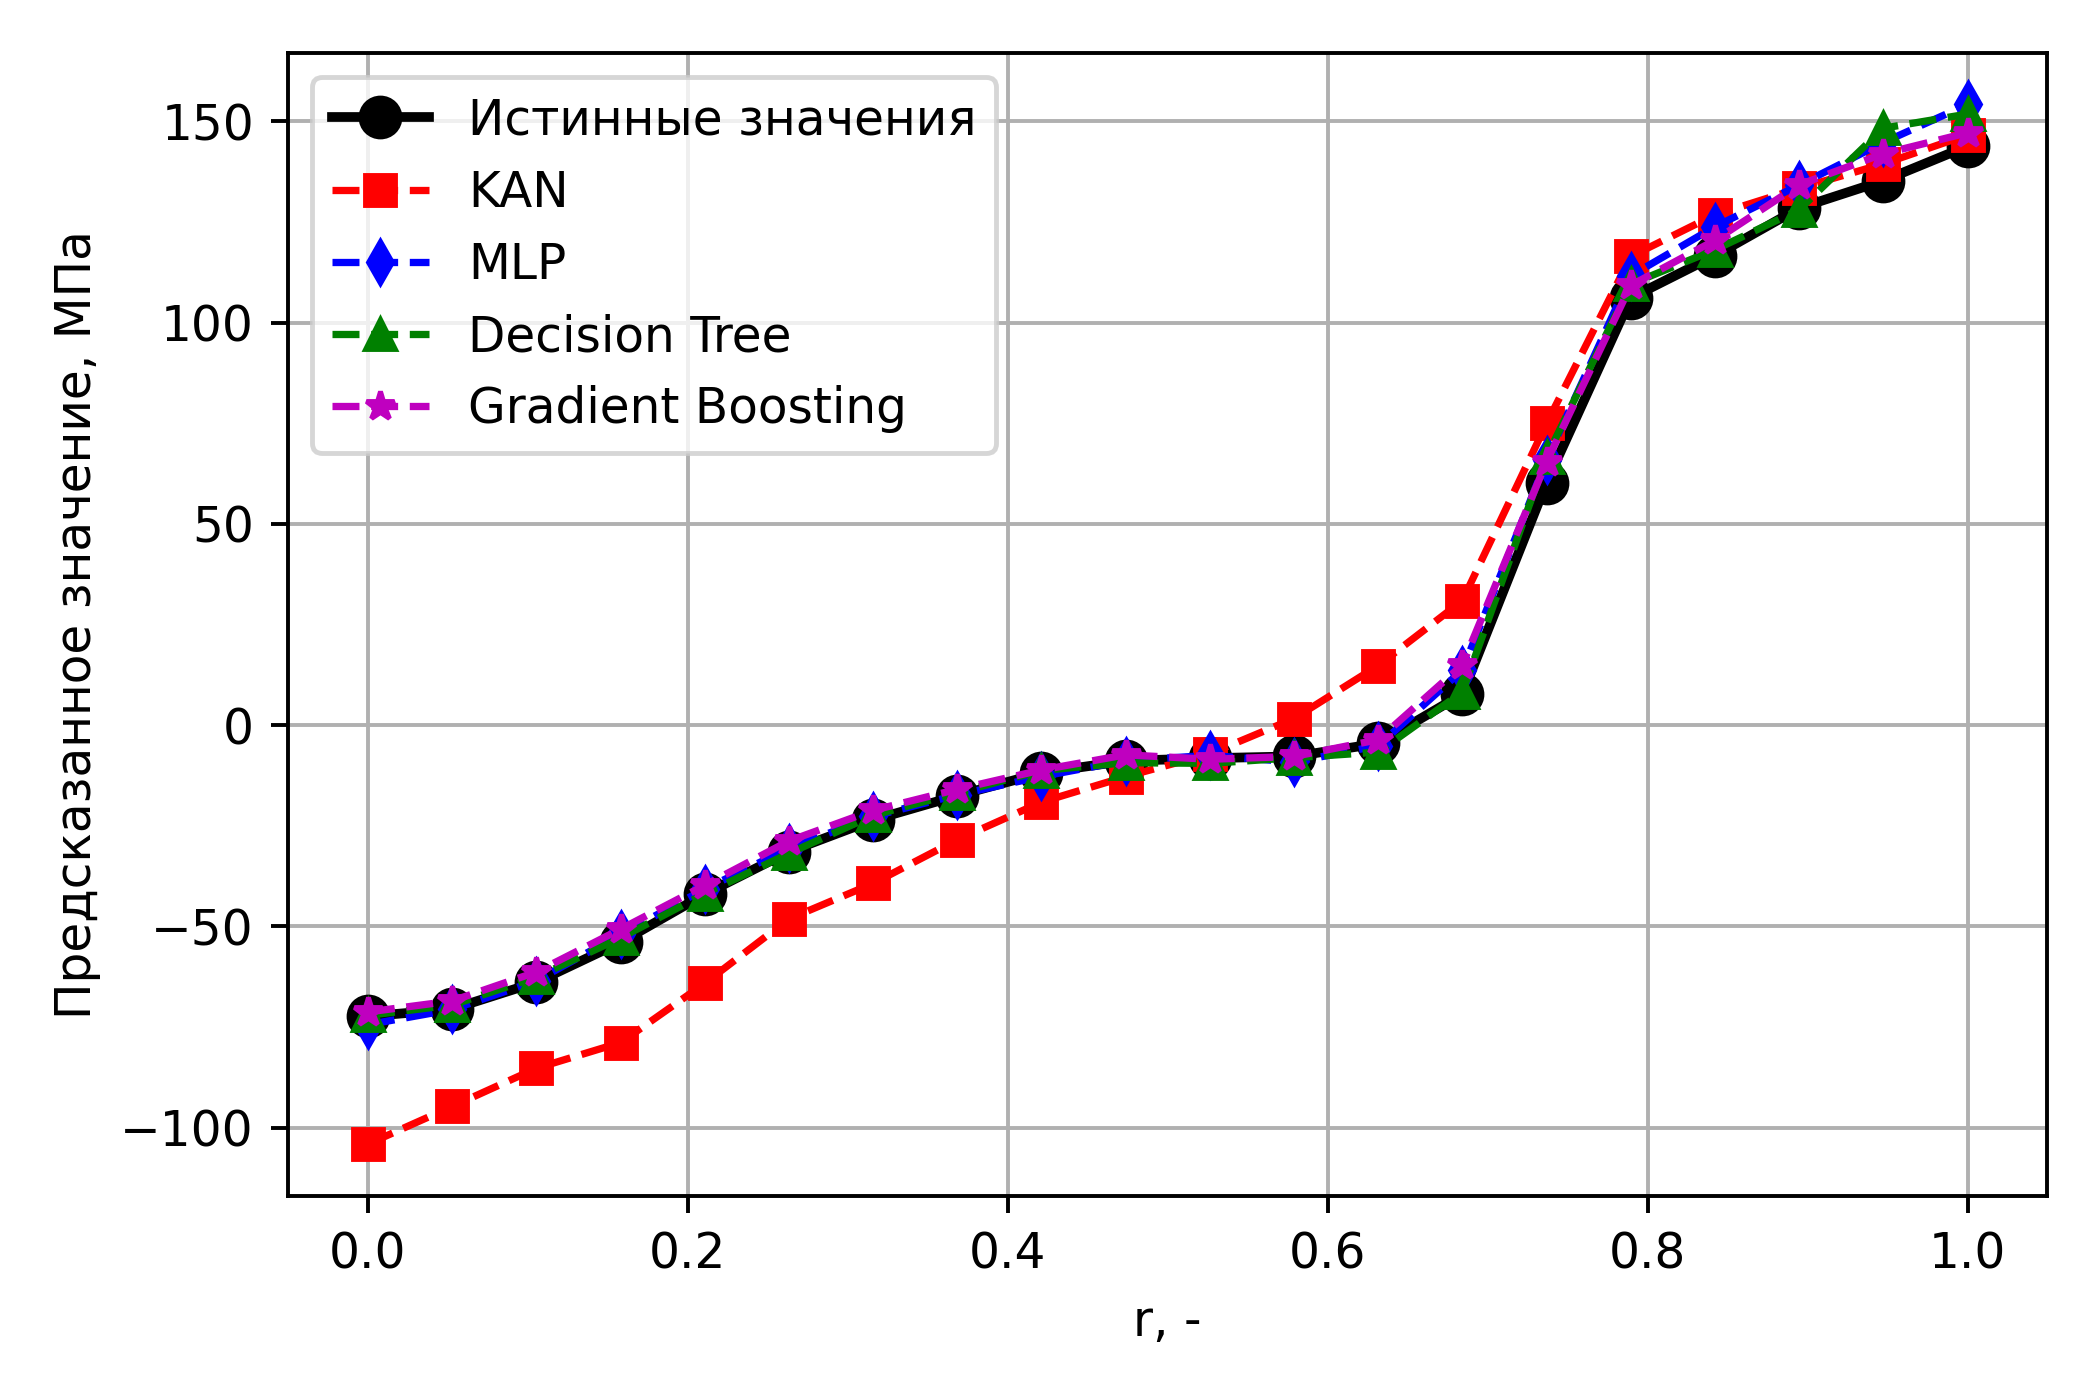 Истинные значения
KAN
MLP
Decision Tree
Gradient Boosting
Предсказанное значение, МПа
150
100
50
0
−50
−100
0.0 0.2 0.4 0.6 0.8 1.0
r, -